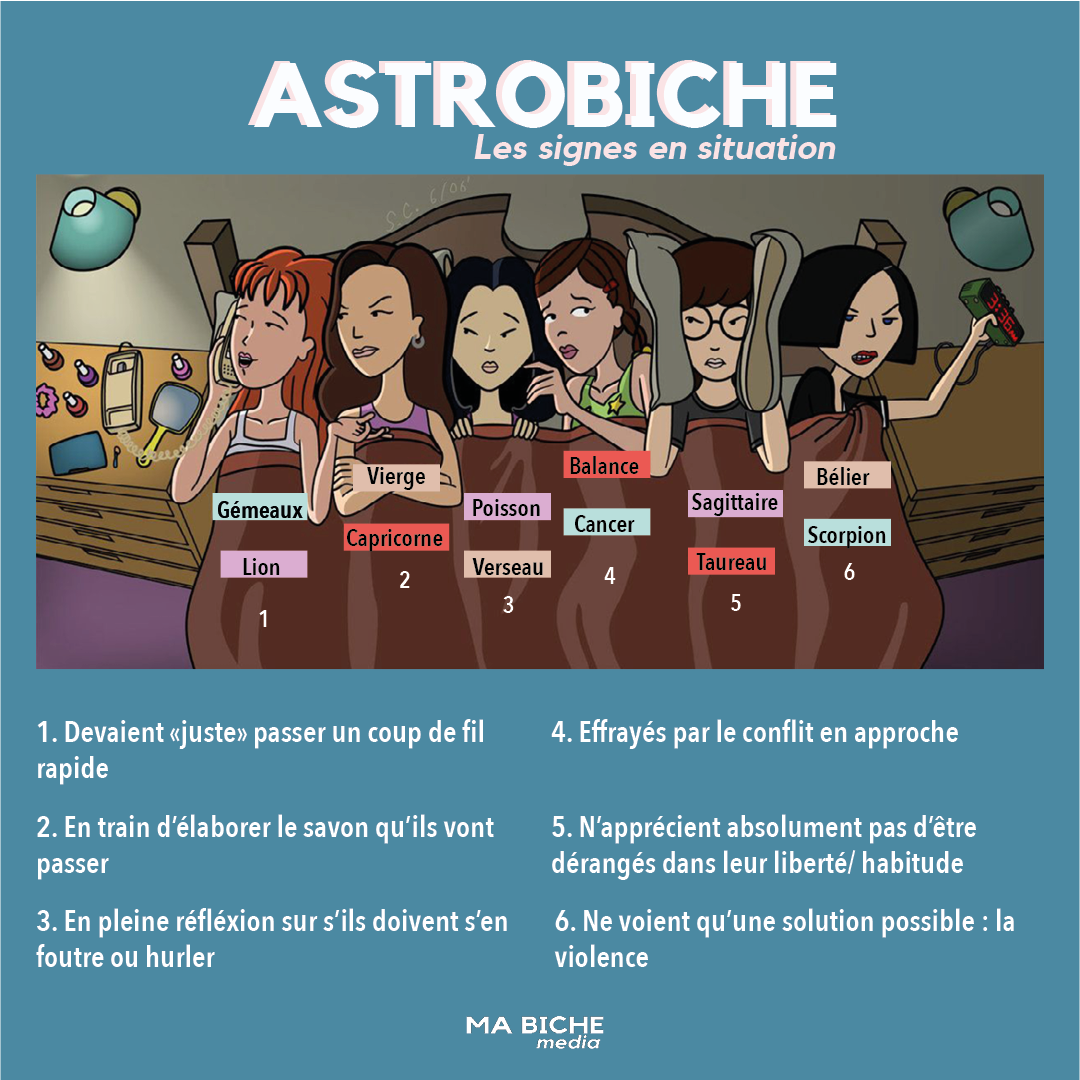 ASTROBICHE
Les signes en situation
S.C. 6/06'
3:36
Gémeaux
Lion
1
Vierge
Capricorne
2
Poisson
Verseau
3
Balance
Cancer
4
Sagittaire
Taureau
5
Bélier
Scorpion
6
1. Devaient «juste» passer un coup de fil
rapide
2. En train d’élaborer le savon qu’ils vont
passer
3. En pleine réfléxion sur s’ils doivent s’en
foutre ou hurler
4. Effrayés par le conflit en approche
5. N’apprécient absolument pas d’être
dérangés dans leur liberté/ habitude
6. Ne voient qu’une solution possible : la
violence
MA BICHE
media